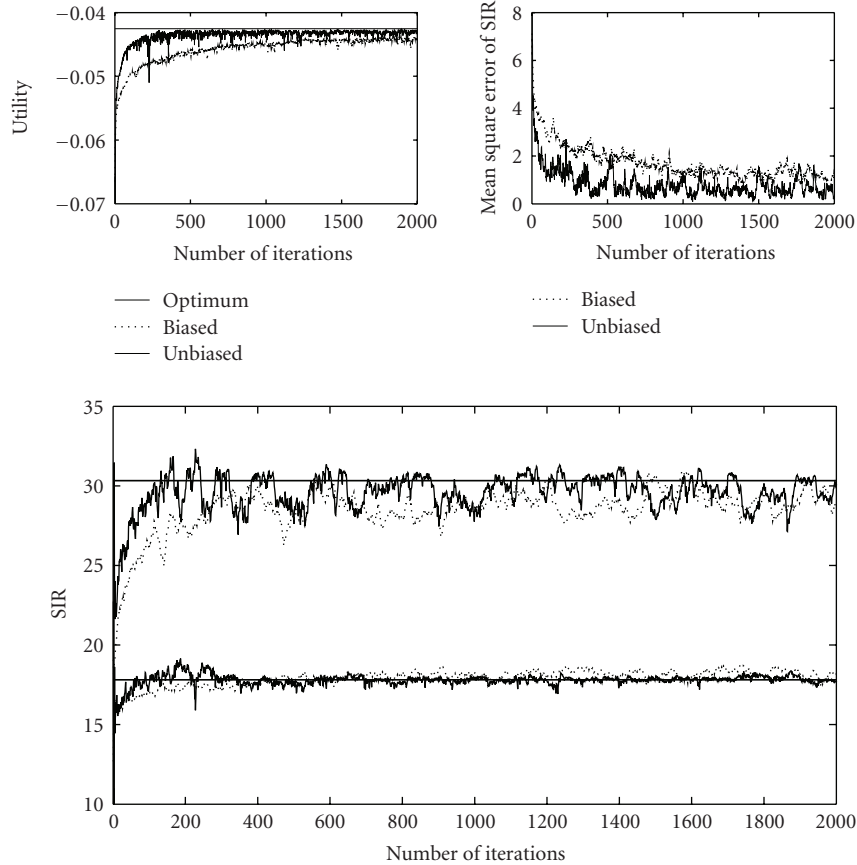 −0.04
−0.05
−0.06
−0.07
Utility
0 500 1000 1500 2000
Number of iterations
Optimum
Biased
Unbiased
8
6
4
2
0
Mean square error of SIR
0 500 1000 1500 2000
Number of iterations
Biased
Unbiased
35
30
25
20
15
10
SIR
0 200 400 600 800 1000 1200 1400 1600 1800 2000
Number of iterations